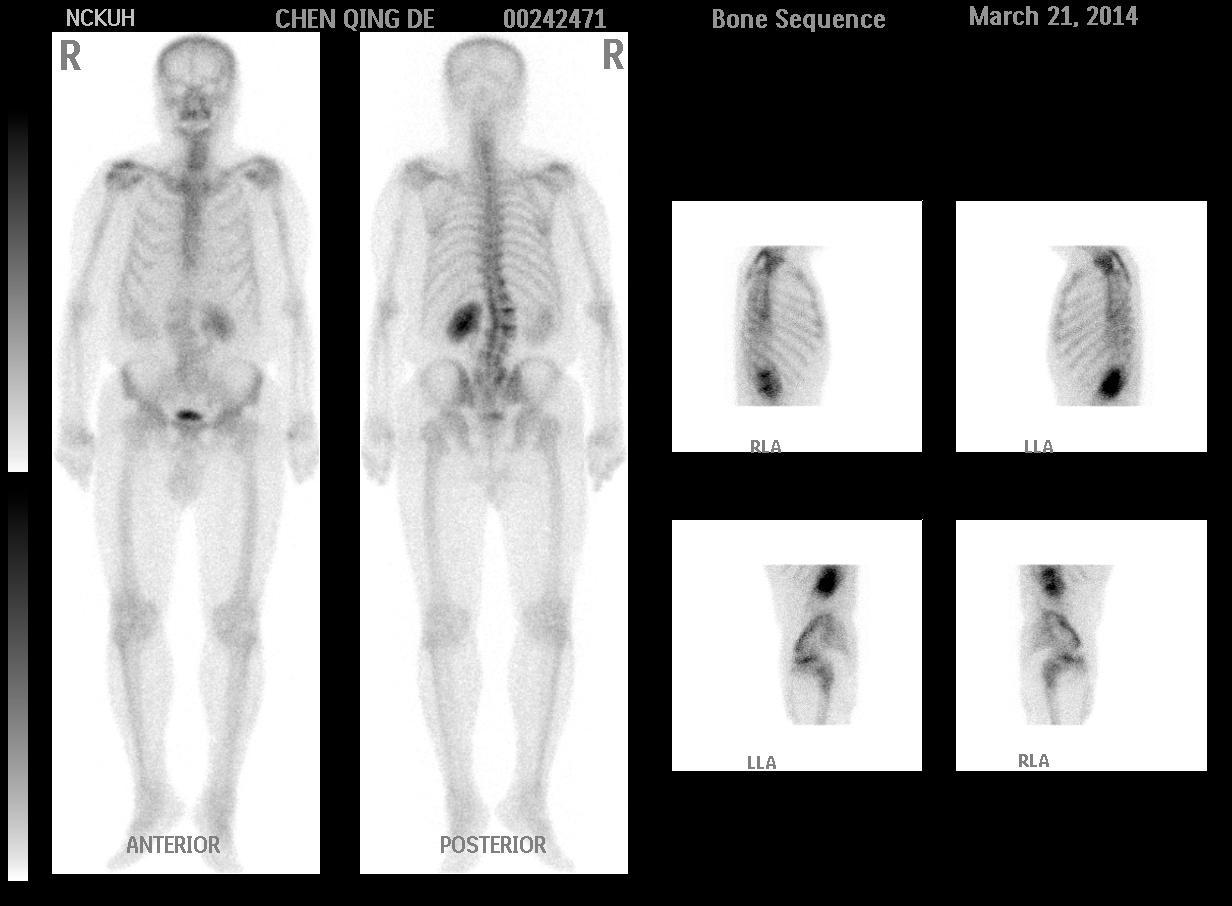 NCKUH CHEN QING DE 00242471 Bone Sequence March 21, 2014
R R
RLA LLA
LLA RLA
ANTERIOR POSTERIOR